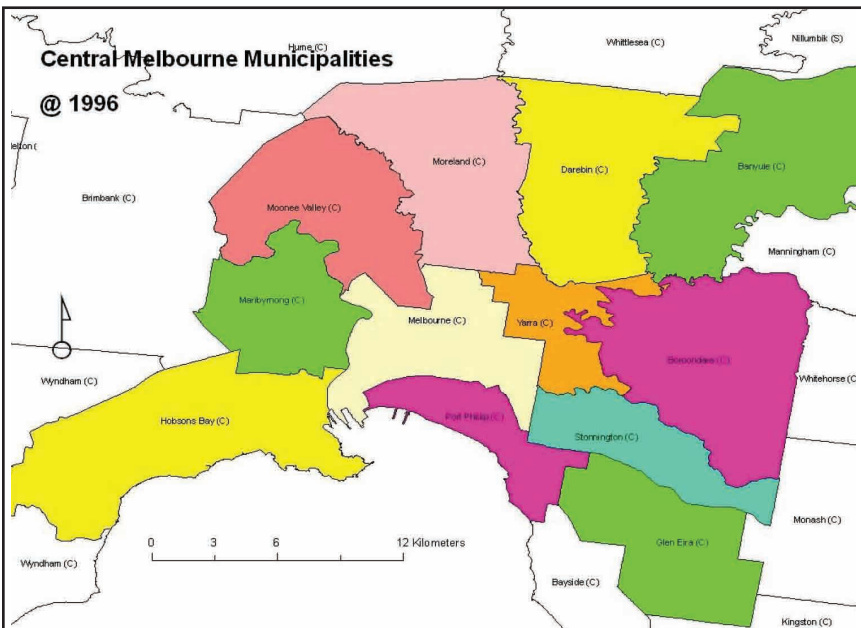 Central Melbourne Municipalities
@ 1996
Hume (C)
Whittlesea (C)
Nillumbik (S)
Moreland (C)
Darebin (C)
Banyule (C)
Brimbank (C)
Moonee Valley (C)
Manningham (C)
Maribyrnong (C)
Melbourne (C)
Yarra (C)
Boroondara (C)
Wyndham (C)
Whitehorse (C
Hobsons Bay (C)
Port Phillip (C)
Stonnington (C)
Monash (C)
Glen Eira (C)
0 3 6 12 Kilometers
Wyndham (C)
Bayside (C)
Kingston (C)